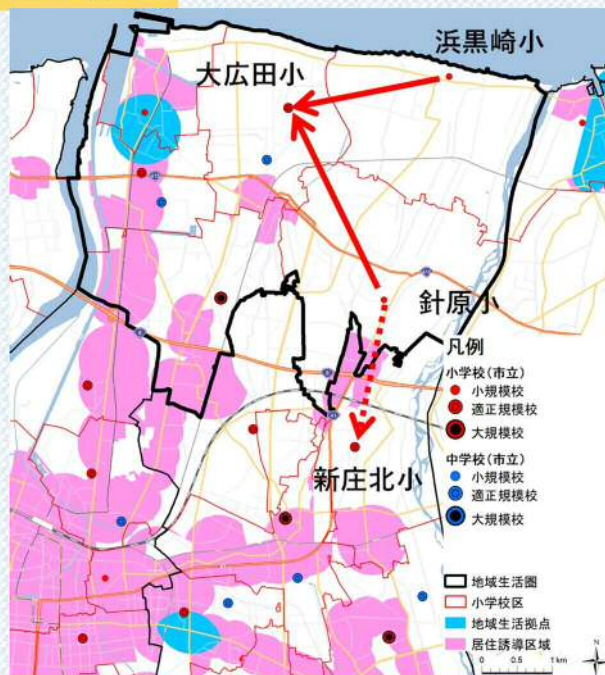 浜黒崎小
大広田小
針原小
新庄北小
凡例
小学校(市立)
小規模校
適正規模校
大規模校
中学校(市立)
小規模校
適正規模校
大規模校
地域生活圏
小学校区
地域生活拠点
居住誘導区域
N
0 0.5 1 km